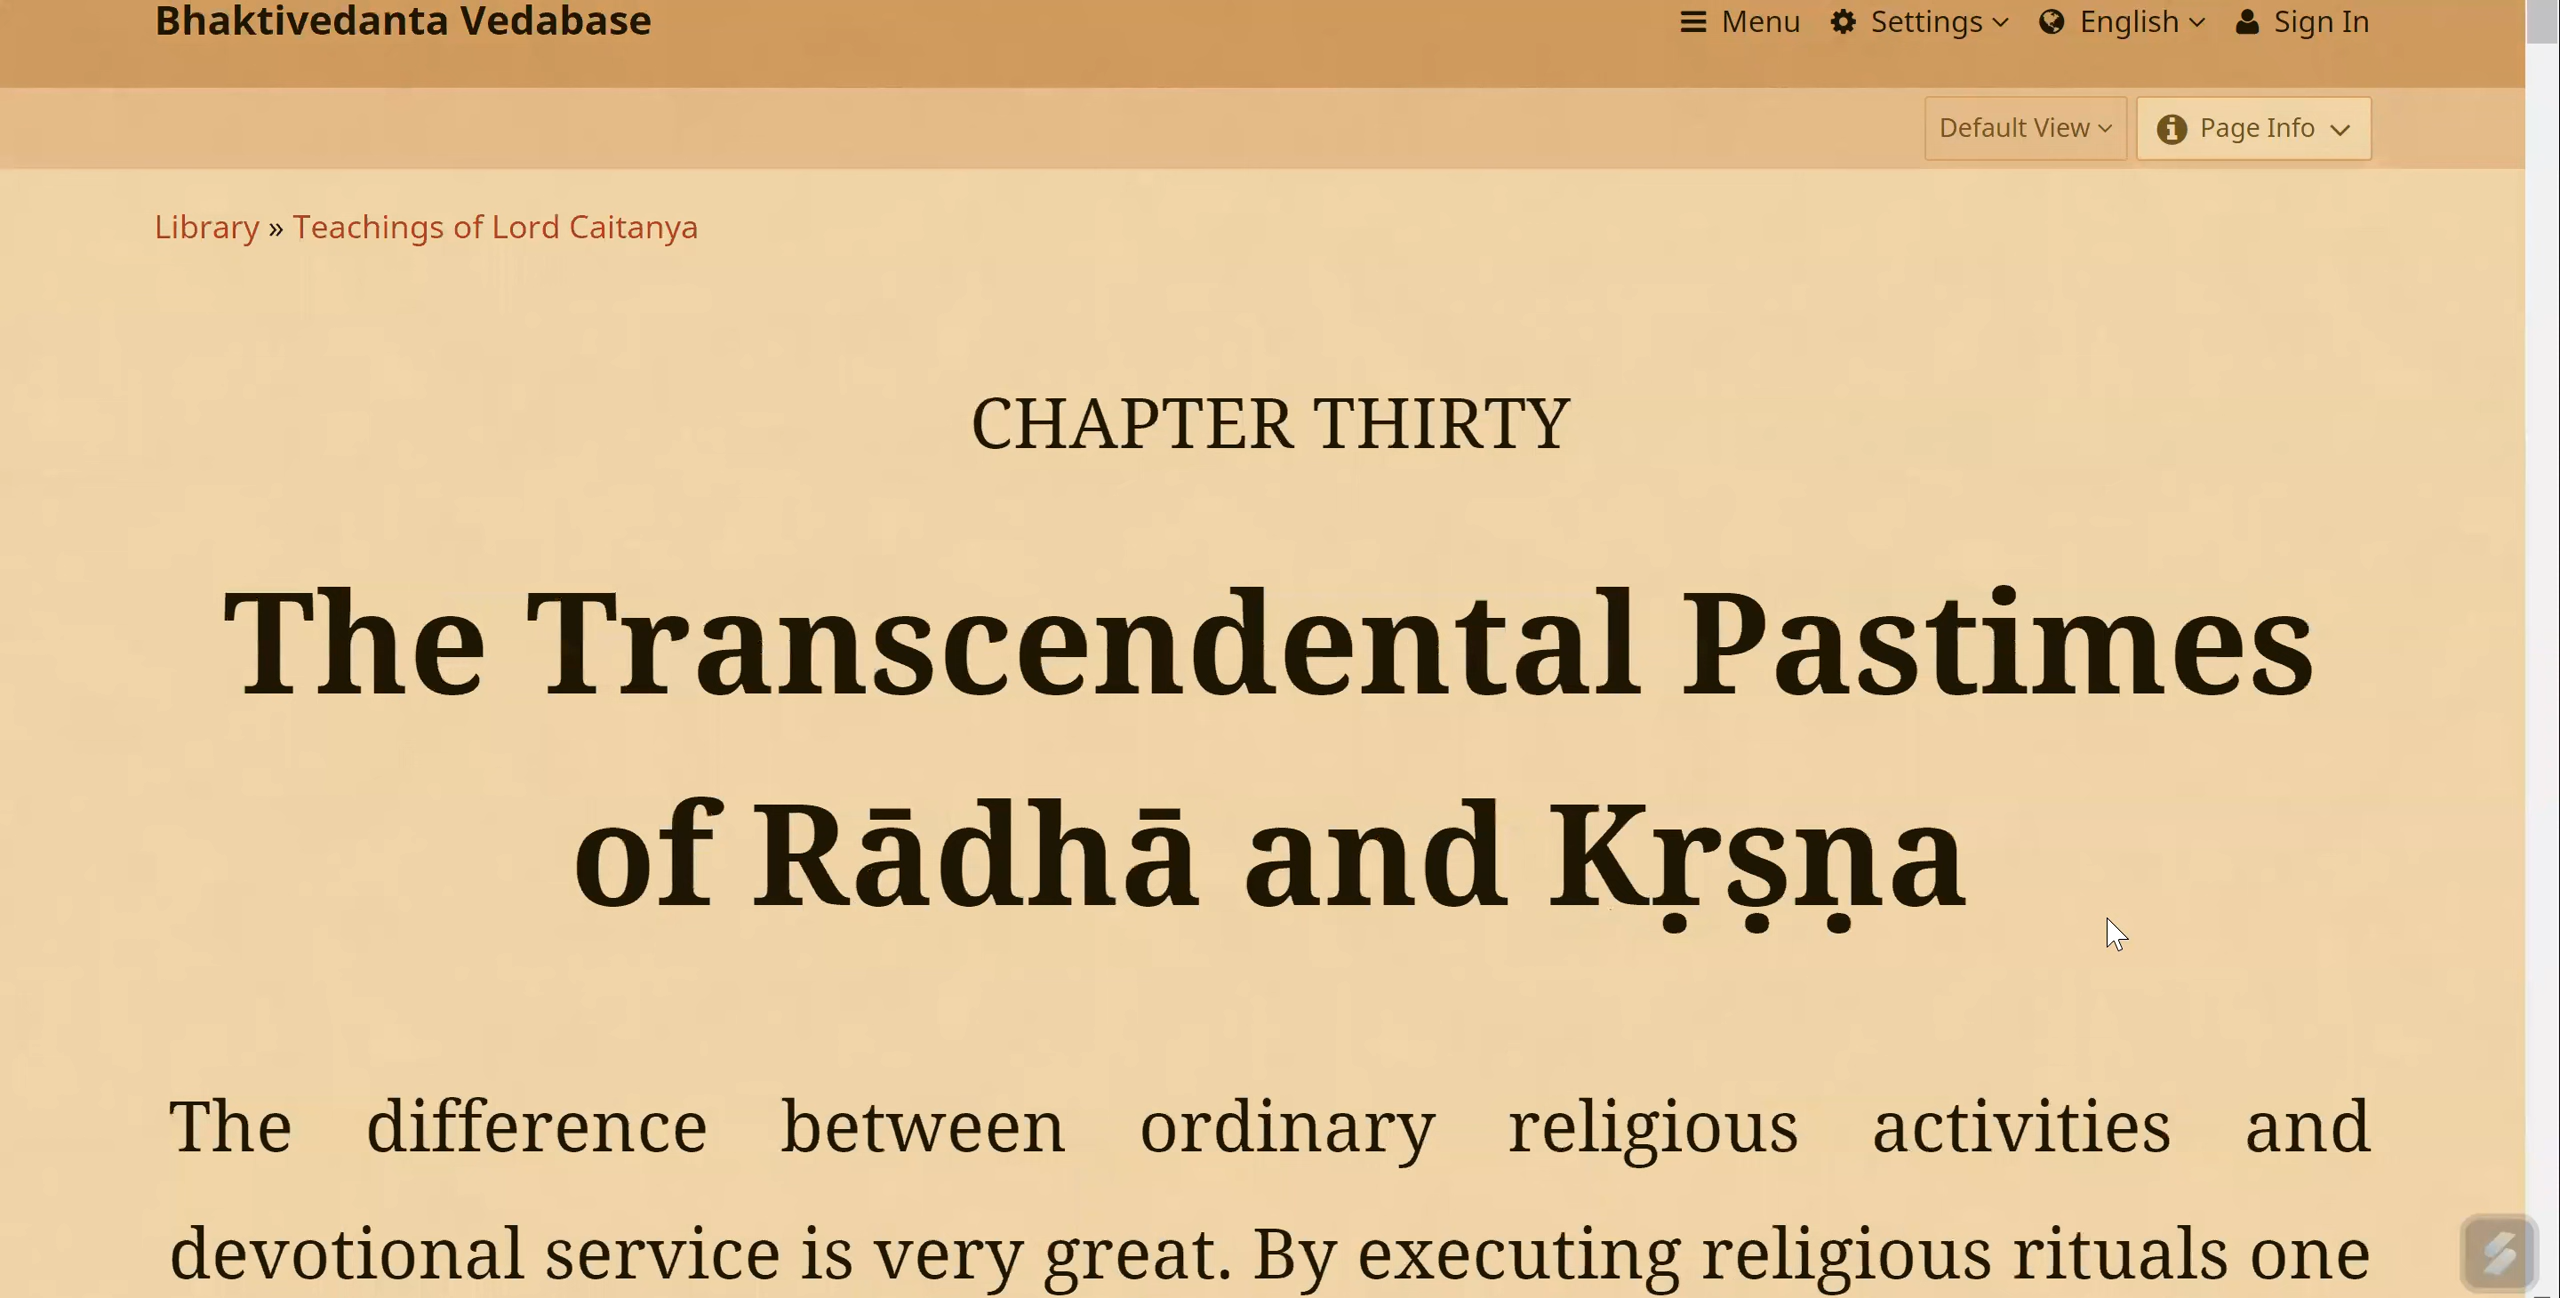 Bhaktivedanta Vedabase
Menu Settings English Sign In
Default View Page Info
Library » Teachings of Lord Caitanya
CHAPTER THIRTY
The Transcendental Pastimes
of Rādhā and Kṛṣṇa
The difference between ordinary religious activities and
devotional service is very great. By executing religious rituals one